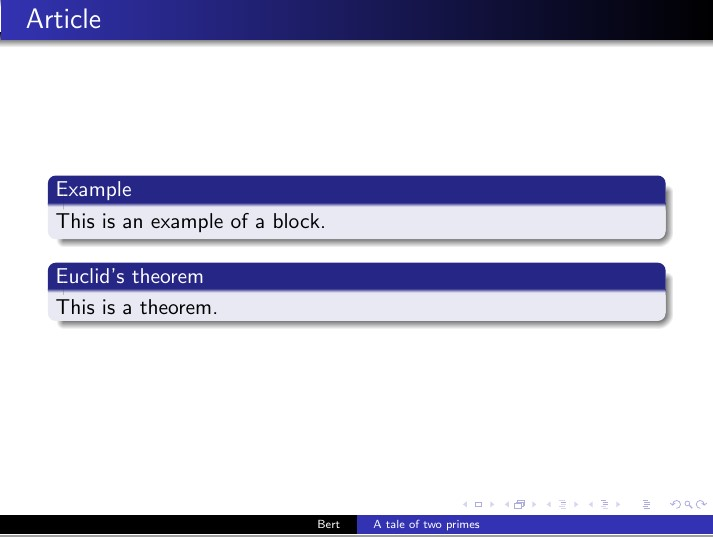 Article
Example
This is an example of a block.
Euclid's theorem
This is a theorem.
Bert
A tale of two primes